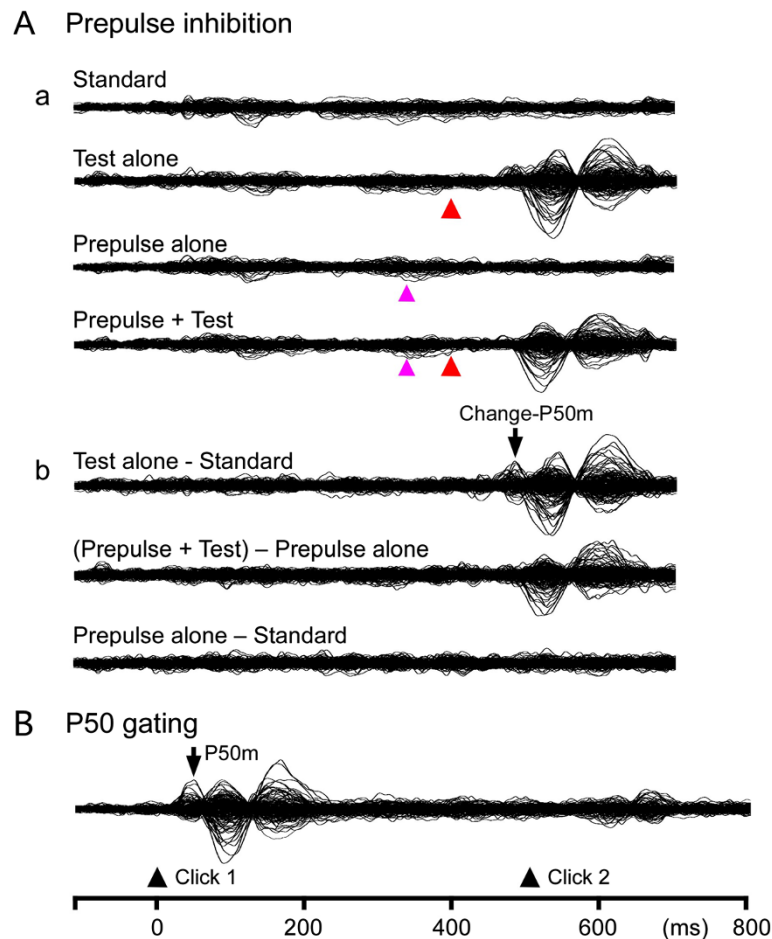 A Prepulse inhibition
a
Standard
Test alone
Prepulse alone
Prepulse + Test
Change-P50m
b
Test alone - Standard
(Prepulse + Test) – Prepulse alone
Prepulse alone – Standard
B P50 gating
P50m
Click 1 Click 2
0 200 400 600 (ms) 800